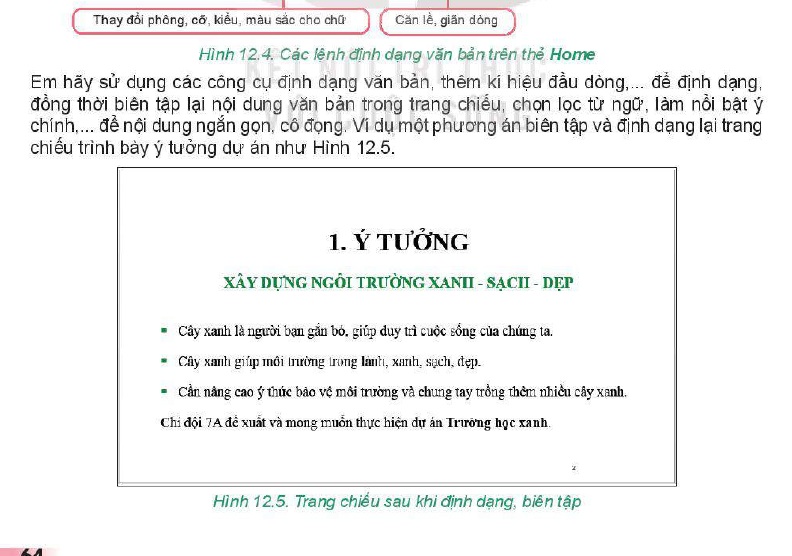 Thay đổi phông, cỡ, kiểu, màu sắc cho chữ
Căn lề, giãn dòng
Hình 12.4. Các lệnh định dạng văn bản trên thẻ Home
KẾT NỐI TRI THỨC
VỚI CUỘC SỐNG
Em hãy sử dụng các công cụ định dạng văn bản, thêm kí hiệu đầu dòng,... để định dạng,
đồng thời biên tập lại nội dung văn bản trong trang chiếu, chọn lọc từ ngữ, làm nổi bật ý
chính,... để nội dung ngắn gọn, cô đọng. Ví dụ một phương án biên tập và định dạng lại trang
chiếu trình bày ý tưởng dự án như Hình 12.5.
1. Ý TƯỞNG
XÂY DỰNG NGÔI TRƯỜNG XANH - SẠCH - ĐẸP
▪ Cây xanh là người bạn gắn bó, giúp duy trì cuộc sống của chúng ta.
▪ Cây xanh giúp môi trường trong lành, xanh, sạch, đẹp.
▪ Cần nâng cao ý thức bảo vệ môi trường và chung tay trồng thêm nhiều cây xanh.
Chi đội 7A đề xuất và mong muốn thực hiện dự án Trường học xanh.
2
Hình 12.5. Trang chiếu sau khi định dạng, biên tập
64